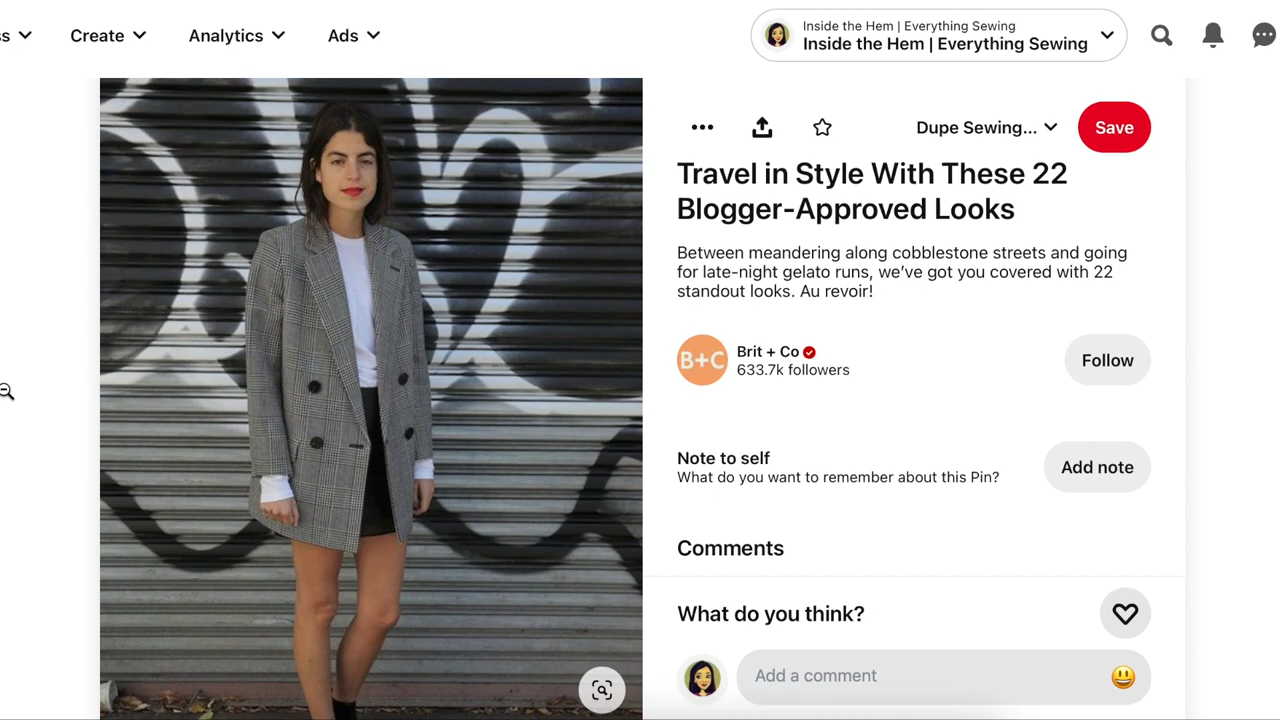 ss
Create
Analytics
Ads
Inside the Hem | Everything Sewing
Inside the Hem | Everything Sewing
Dupe Sewing...
Save
Travel in Style With These 22
Blogger-Approved Looks
Between meandering along cobblestone streets and going
for late-night gelato runs, we’ve got you covered with 22
standout looks. Au revoir!
B+C
Brit + Co
633.7k followers
Follow
Note to self
What do you want to remember about this Pin?
Add note
Comments
What do you think?
Add a comment